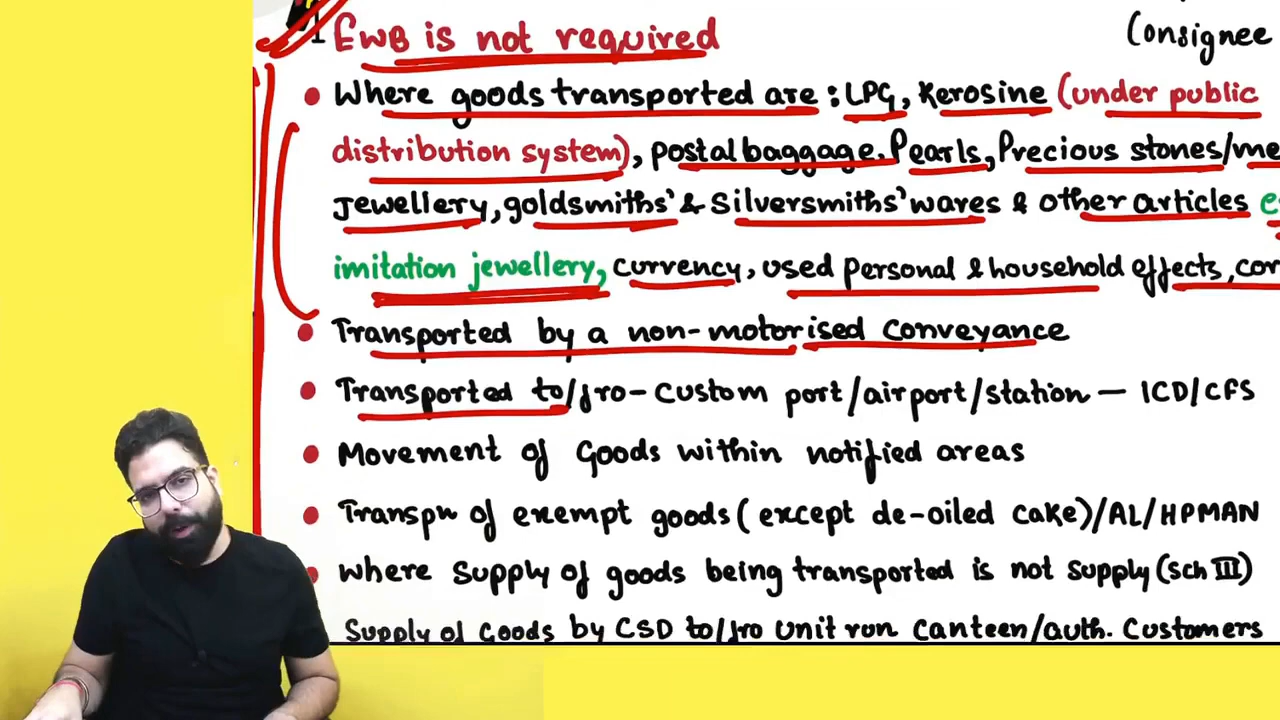 EWB is not required
Consignee
• Where goods transported are : LPG, Kerosine (under public
distribution system), postal baggage. Pearls, Precious stones/me
Jewellery, goldsmiths' & Silversmiths' wares & other articles
imitation jewellery, currency, used personal & household effects, cor
• Transported by a non-motorised conveyance
• Transported to/fro-custom port/airport/station — ICD/CFS
• Movement of Goods within notified areas
• Transpn of exempt goods (except de-oiled cake)/AL/HPMAN
• where supply of goods being transported is not supply (sch III)
Supply of Goods by CSD to/fro Unit run Canteen/auth. Customers